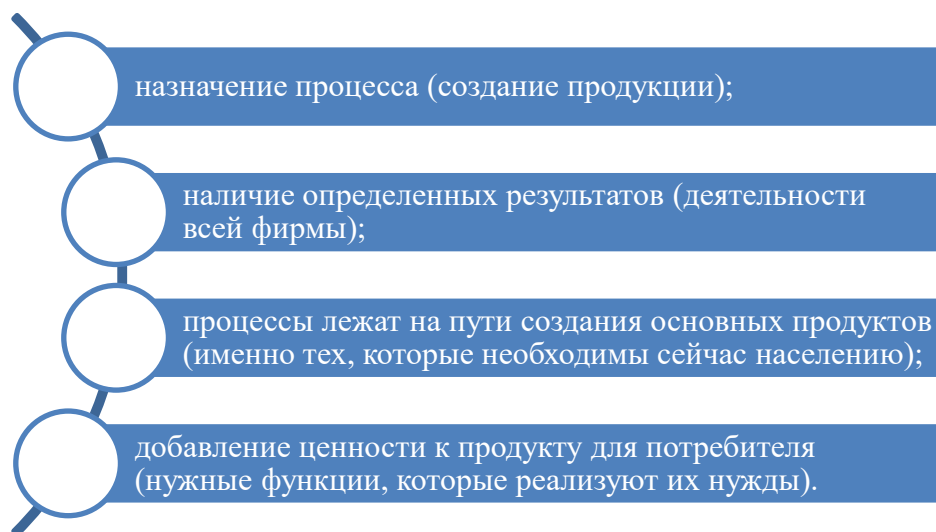 назначение процесса (создание продукции);
наличие определенных результатов (деятельности
всей фирмы);
процессы лежат на пути создания основных продуктов
(именно тех, которые необходимы сейчас населению);
добавление ценности к продукту для потребителя
(нужные функции, которые реализуют их нужды).